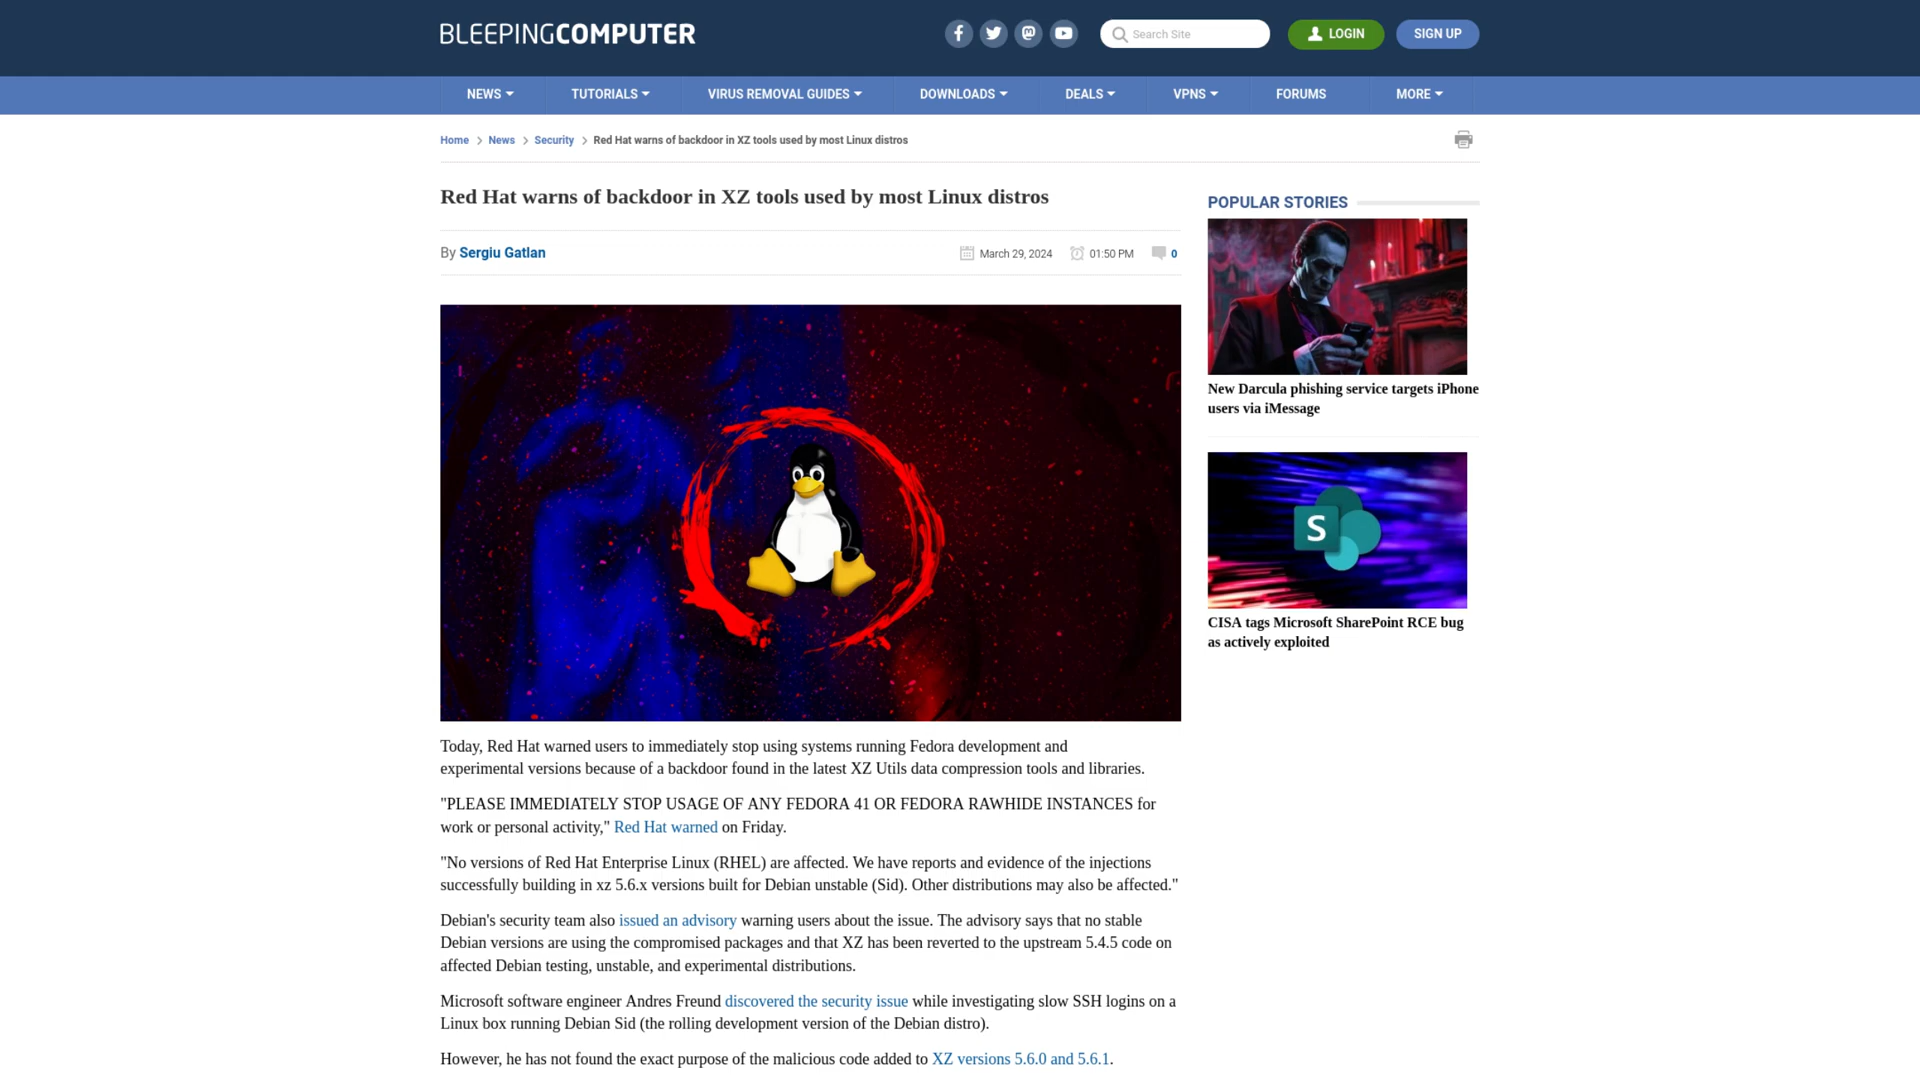 BLEEPINGCOMPUTER
Search Site
LOGIN
SIGN UP
NEWS
TUTORIALS
VIRUS REMOVAL GUIDES
DOWNLOADS
DEALS
VPNS
FORUMS
MORE
Home
News
Security
Red Hat warns of backdoor in XZ tools used by most Linux distros
Red Hat warns of backdoor in XZ tools used by most Linux distros
By Sergiu Gatlan
March 29, 2024
01:50 PM
0
Today, Red Hat warned users to immediately stop using systems running Fedora development and
experimental versions because of a backdoor found in the latest XZ Utils data compression tools and libraries.
"PLEASE IMMEDIATELY STOP USAGE OF ANY FEDORA 41 OR FEDORA RAWHIDE INSTANCES for
work or personal activity," Red Hat warned on Friday.
"No versions of Red Hat Enterprise Linux (RHEL) are affected. We have reports and evidence of the injections
successfully building in xz 5.6.x versions built for Debian unstable (Sid). Other distributions may also be affected."
Debian's security team also issued an advisory warning users about the issue. The advisory says that no stable
Debian versions are using the compromised packages and that XZ has been reverted to the upstream 5.4.5 code on
affected Debian testing, unstable, and experimental distributions.
Microsoft software engineer Andres Freund discovered the security issue while investigating slow SSH logins on a
Linux box running Debian Sid (the rolling development version of the Debian distro).
However, he has not found the exact purpose of the malicious code added to XZ versions 5.6.0 and 5.6.1.
POPULAR STORIES
New Darcula phishing service targets iPhone
users via iMessage
S
CISA tags Microsoft SharePoint RCE bug
as actively exploited